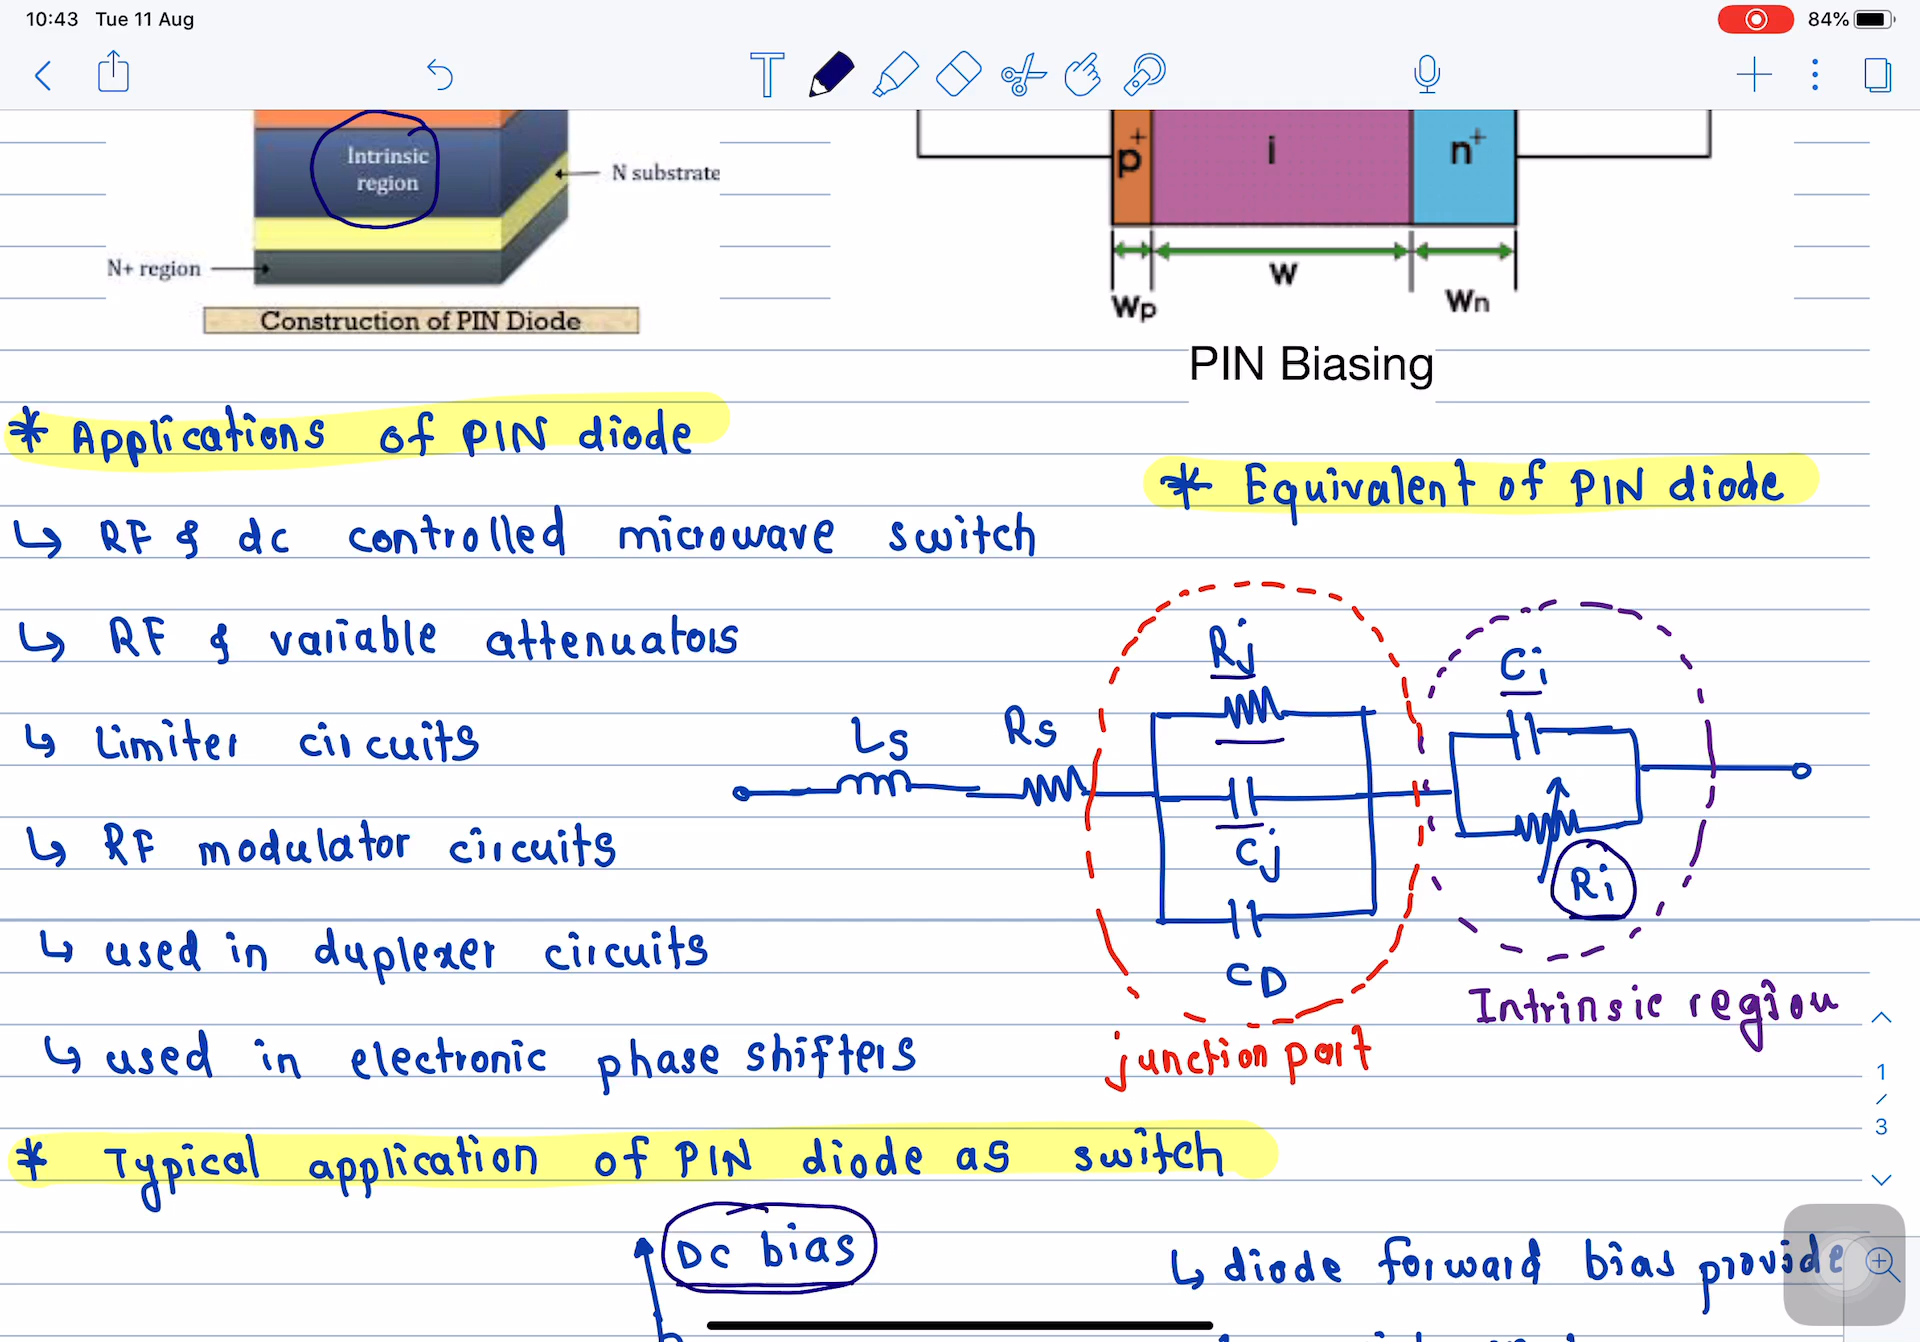 10:43 Tue 11 Aug
84%
Intrinsic
region
N substrate
N+ region
Construction of PIN Diode
p+
i
n+
W
Wp
Wn
PIN Biasing
* Applications of PIN diode
↳ RF & dc controlled microwave switch
↳ RF & variable attenuators
↳ Limiter circuits
↳ RF modulator circuits
↳ used in duplexer circuits
↳ used in electronic phase shifters
* Equivalent of PIN diode
Ls
Rs
Rj
Cj
CD
Ci
Ri
junction part
Intrinsic region
1
/
3
* Typical application of PIN diode as switch
DC bias
↳ diode forward bias provide